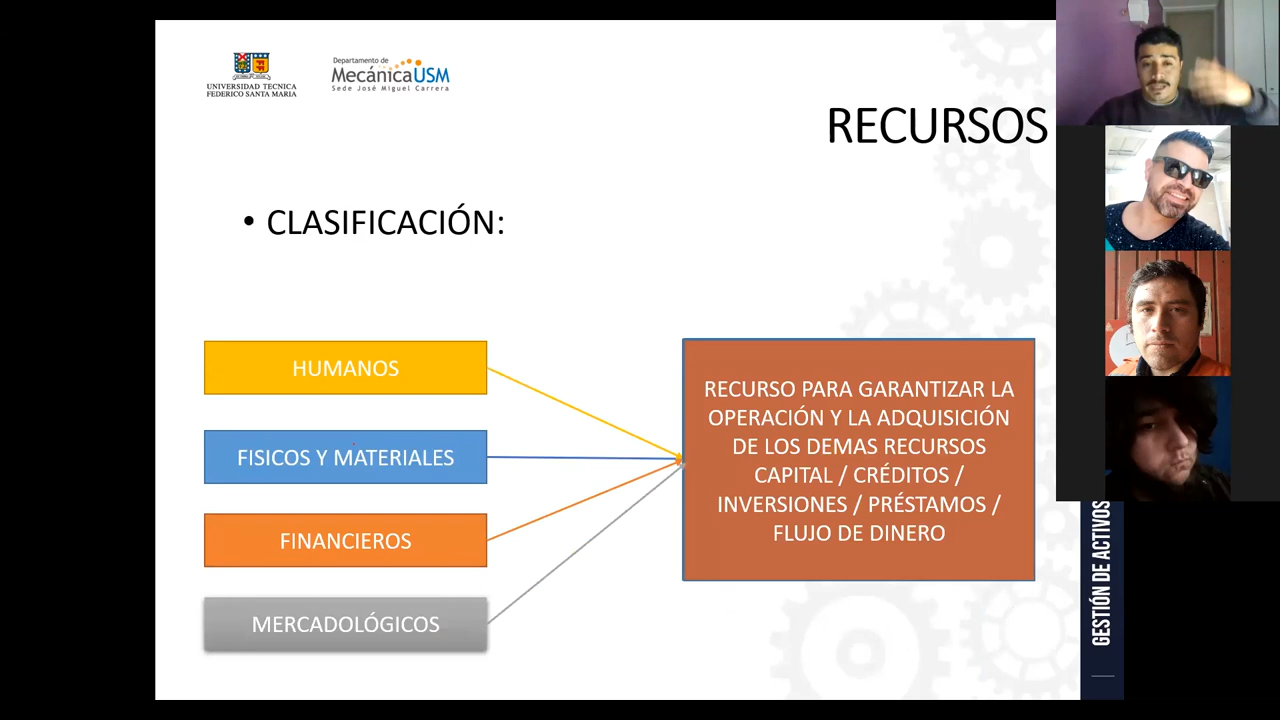 UNIVERSIDAD TECNICA
FEDERICO SANTA MARIA
Departamento de
MecánicaUSM
Sede José Miguel Carrera
RECURSOS
• CLASIFICACIÓN:
HUMANOS
FISICOS Y MATERIALES
FINANCIEROS
MERCADOLÓGICOS
RECURSO PARA GARANTIZAR LA
OPERACIÓN Y LA ADQUISICIÓN
DE LOS DEMAS RECURSOS
CAPITAL / CRÉDITOS /
INVERSIONES / PRÉSTAMOS /
FLUJO DE DINERO
GESTIÓN DE ACTIVOS